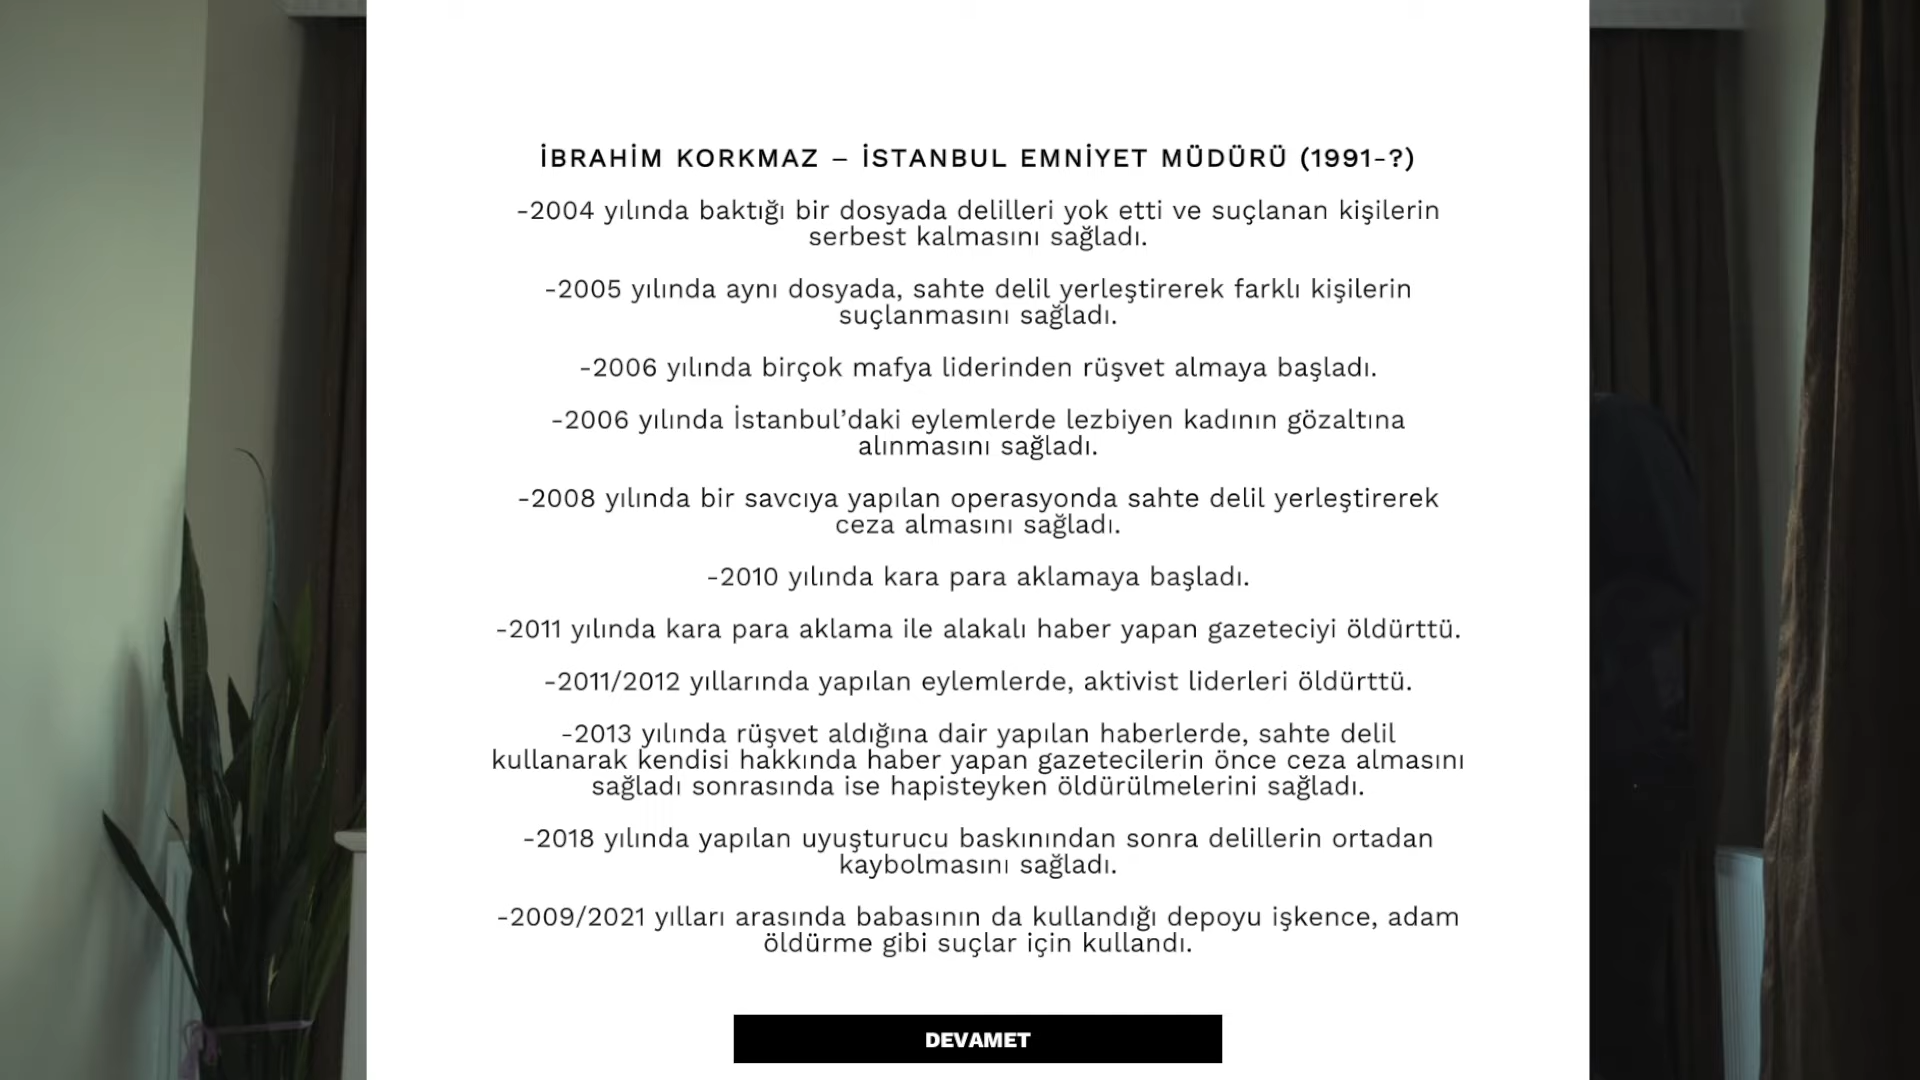 İBRAHİM KORKMAZ – İSTANBUL EMNİYET MÜDÜRÜ (1991-?)
-2004 yılında baktığı bir dosyada delilleri yok etti ve suçlanan kişilerin
serbest kalmasını sağladı.
-2005 yılında aynı dosyada, sahte delil yerleştirerek farklı kişilerin
suçlanmasını sağladı.
-2006 yılında birçok mafya liderinden rüşvet almaya başladı.
-2006 yılında İstanbul’daki eylemlerde lezbiyen kadının gözaltına
alınmasını sağladı.
-2008 yılında bir savcıya yapılan operasyonda sahte delil yerleştirerek
ceza almasını sağladı.
-2010 yılında kara para aklamaya başladı.
-2011 yılında kara para aklama ile alakalı haber yapan gazeteciyi öldürttü.
-2011/2012 yıllarında yapılan eylemlerde, aktivist liderleri öldürttü.
-2013 yılında rüşvet aldığına dair yapılan haberlerde, sahte delil
kullanarak kendisi hakkında haber yapan gazetecilerin önce ceza almasını
sağladı sonrasında ise hapisteyken öldürülmelerini sağladı.
-2018 yılında yapılan uyuşturucu baskınından sonra delillerin ortadan
kaybolmasını sağladı.
-2009/2021 yılları arasında babasının da kullandığı depoyu işkence, adam
öldürme gibi suçlar için kullandı.
DEVAMET